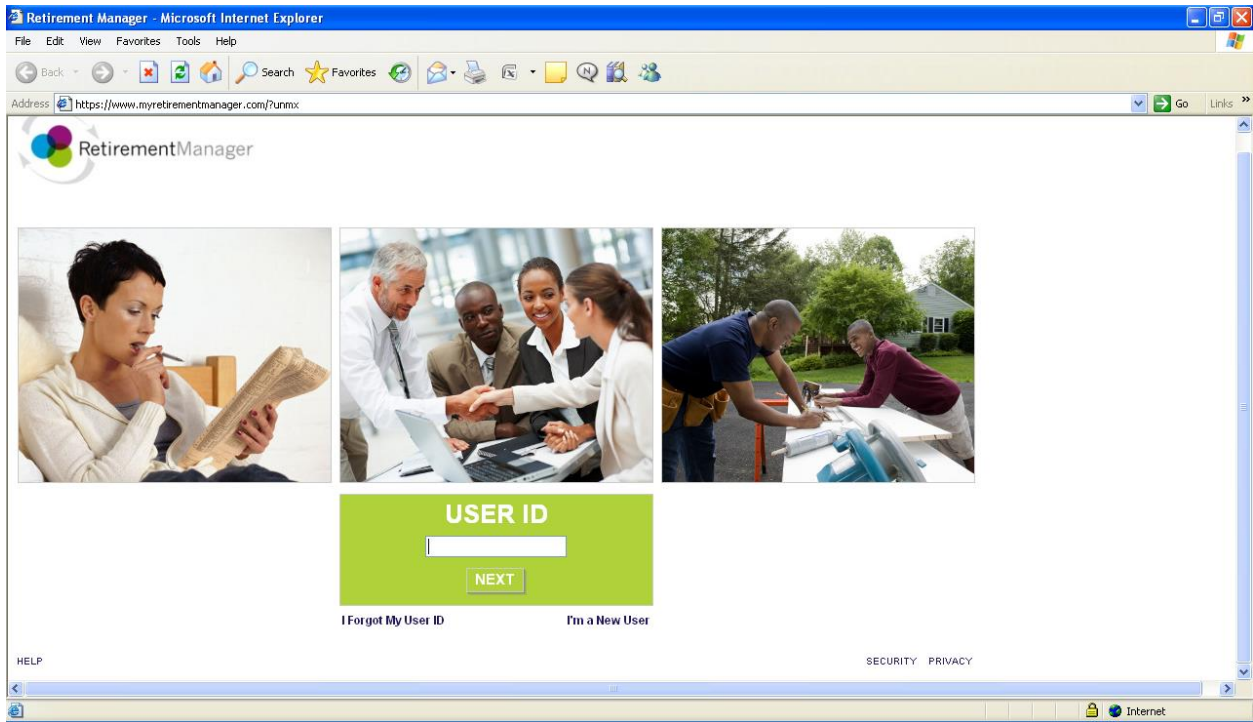 Retirement Manager - Microsoft Internet Explorer
File Edit View Favorites Tools Help
Back Search Favorites
Address https://www.myretirementmanager.com/?unmx Go Links »
RetirementManager
USER ID
NEXT
I Forgot My User ID I'm a New User
HELP SECURITY PRIVACY
Internet